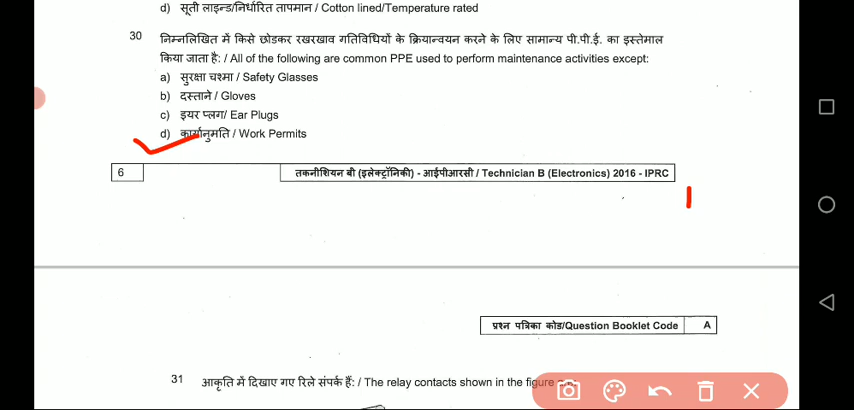 d) सूती लाइन्ड/निर्धारित तापमान / Cotton lined/Temperature rated
30 निम्नलिखित में किसे छोडकर रखरखाव गतिविधियों के क्रियान्वयन करने के लिए सामान्य पी.पी.ई. का इस्तेमाल
किया जाता है: / All of the following are common PPE used to perform maintenance activities except:
a) सुरक्षा चश्मा / Safety Glasses
b) दस्ताने / Gloves
c) इयर प्लग/ Ear Plugs
d) कार्यानुमति / Work Permits
6 तकनीशियन बी (इलेक्ट्रॉनिकी) - आईपीआरसी / Technician B (Electronics) 2016 - IPRC
प्रश्न पत्रिका कोड/Question Booklet Code A
31 आकृति में दिखाए गए रिले संपर्क हैं: / The relay contacts shown in the figure